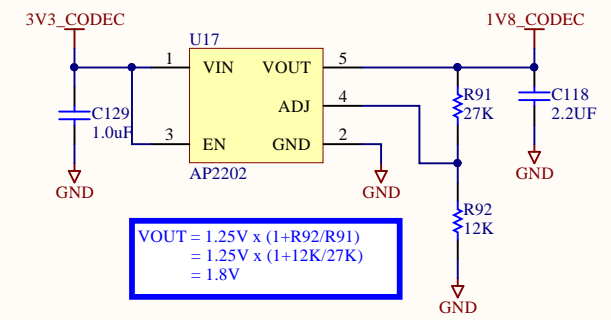 3V3_CODEC
1V8_CODEC
U17
1 VIN VOUT 5
ADJ 4
3 EN GND 2
AP2202
C129
1.0uF
R91
27K
C118
2.2UF
GND
GND
GND
R92
12K
GND
VOUT = 1.25V x (1+R92/R91)
= 1.25V x (1+12K/27K)
= 1.8V